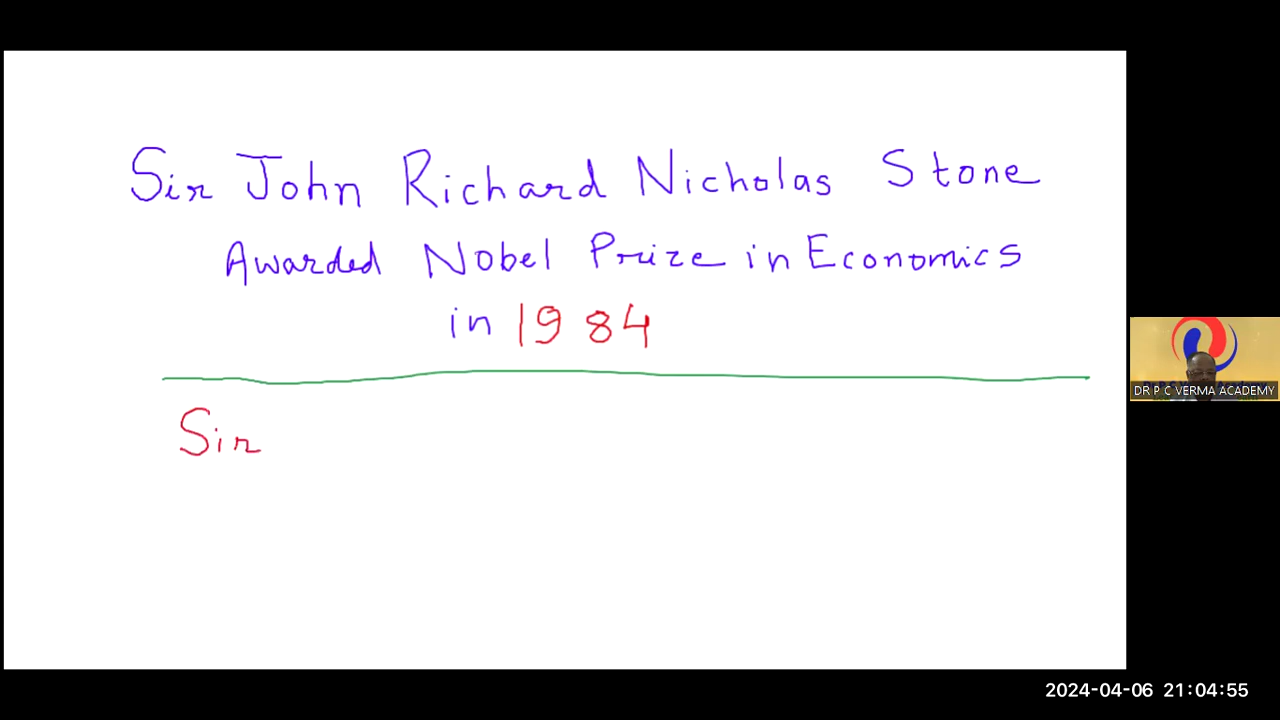 Sir John Richard Nicholas Stone
Awarded Nobel Prize in Economics
in 1984
Sir
DR P C VERMA ACADEMY
2024-04-06 21:04:55